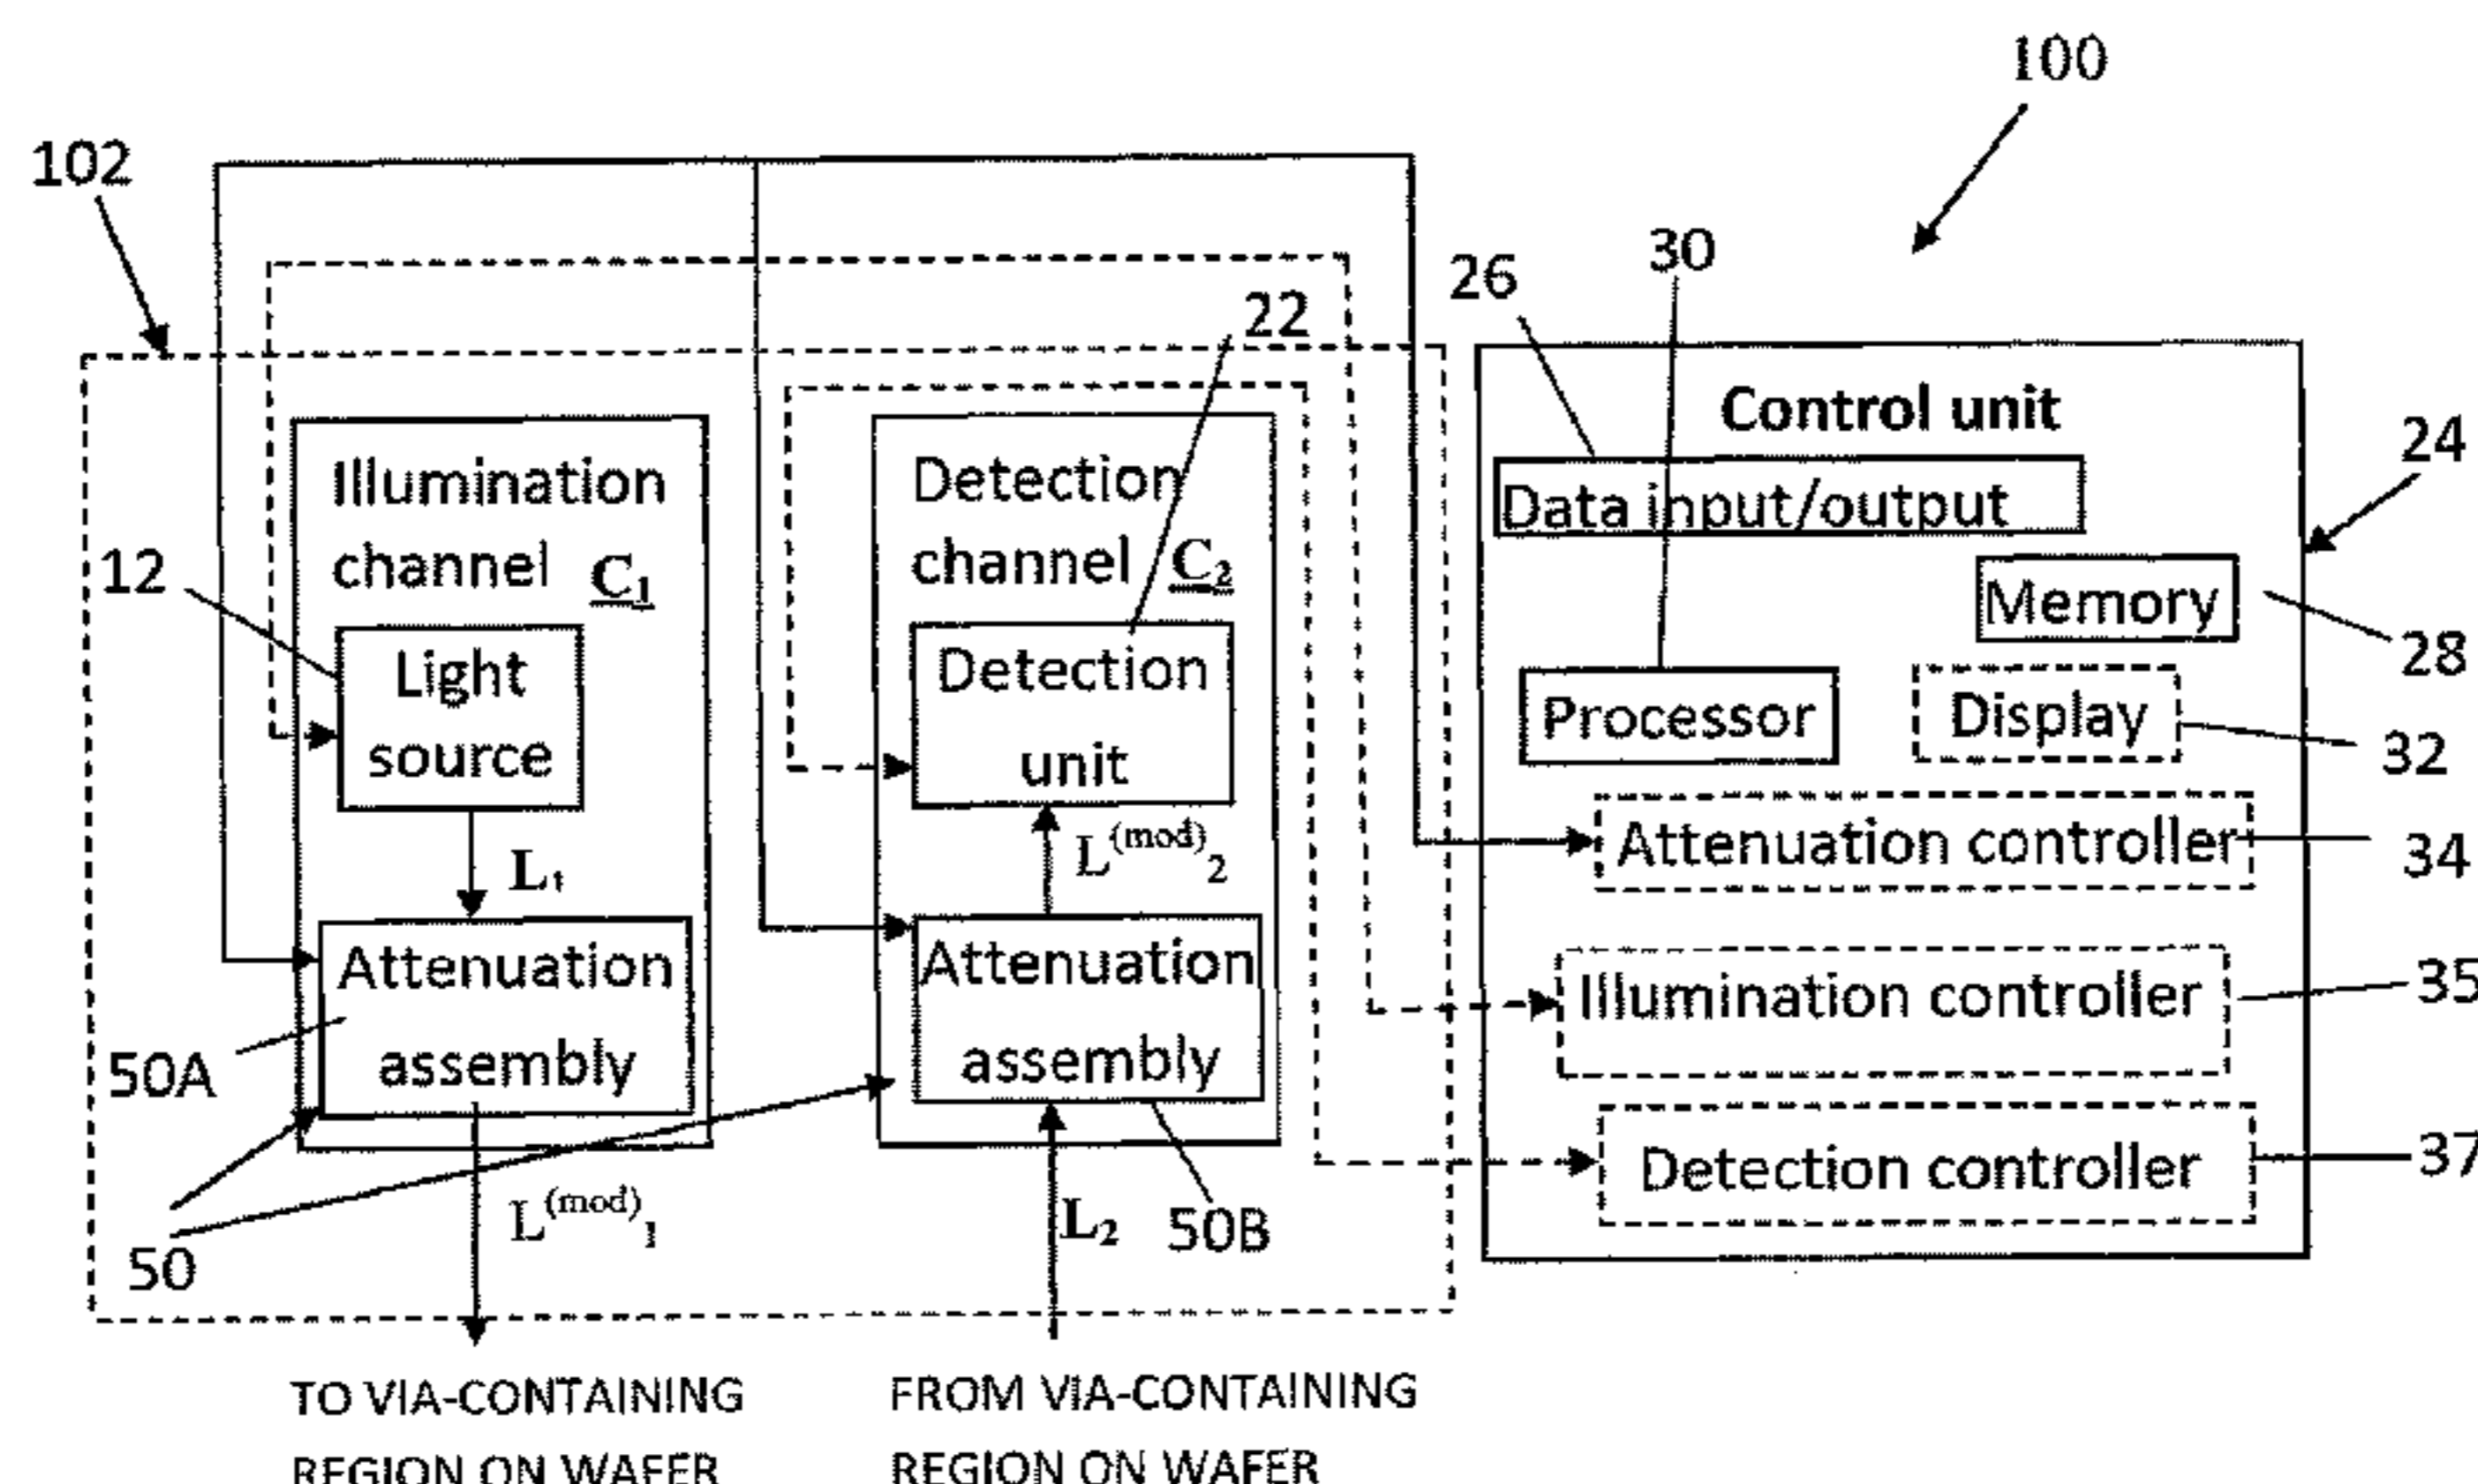 100
102
30
26
22
Control unit
24
Data input/output
Illumination
channel C₁
Detection
channel C₂
12
Memory
28
Light
source
Detection
unit
Processor
Display
32
L₁
L(mod)₂
Attenuation controller
34
Attenuation
assembly
Attenuation
assembly
Illumination controller
35
50A
Detection controller
37
L(mod)₁
L₂
50B
50
TO VIA-CONTAINING
REGION ON WAFER
FROM VIA-CONTAINING
REGION ON WAFER